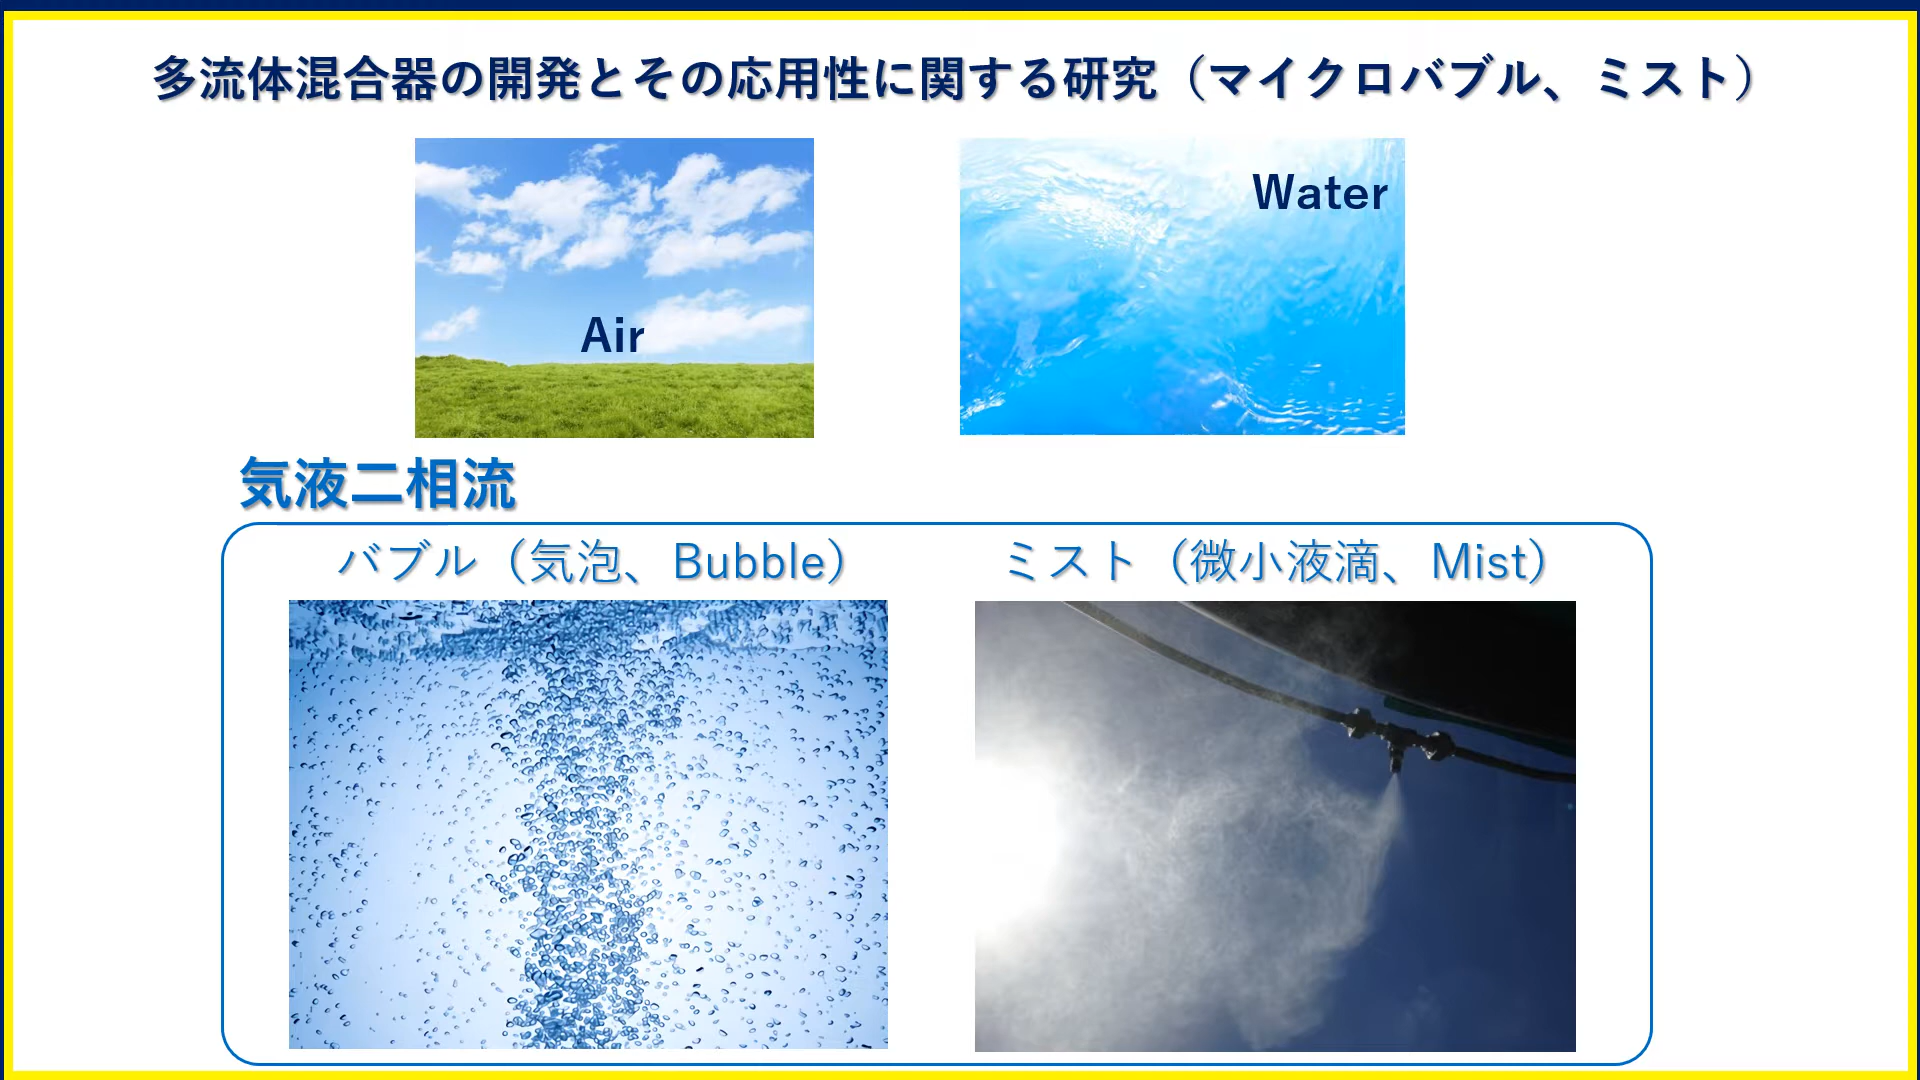 多流体混合器の開発とその応用性に関する研究（マイクロバブル、ミスト）
Air
Water
気液二相流
バブル（気泡、Bubble）
ミスト（微小液滴、Mist）